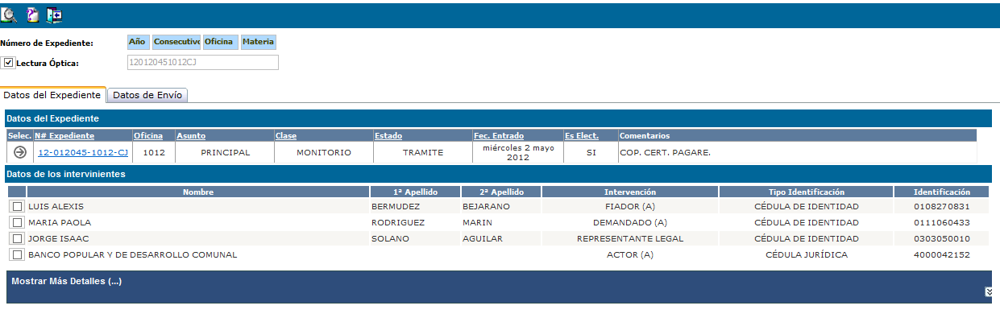 Número de Expediente: Año Consecutivo Oficina Materia
Lectura Óptica: 120120451012CJ
Datos del Expediente Datos de Envío
Datos del Expediente
Selec. N# Expediente Oficina Asunto Clase Estado Fec. Entrado Es Elect. Comentarios
12-012045-1012-CJ 1012 PRINCIPAL MONITORIO TRAMITE miércoles 2 mayo 2012 SI COP. CERT. PAGARE.
Datos de los intervinientes
Nombre 1ª Apellido 2ª Apellido Intervención Tipo Identificación Identificación
LUIS ALEXIS BERMUDEZ BEJARANO FIADOR (A) CÉDULA DE IDENTIDAD 0108270831
MARIA PAOLA RODRIGUEZ MARIN DEMANDADO (A) CÉDULA DE IDENTIDAD 0111060433
JORGE ISAAC SOLANO AGUILAR REPRESENTANTE LEGAL CÉDULA DE IDENTIDAD 0303050010
BANCO POPULAR Y DE DESARROLLO COMUNAL ACTOR (A) CÉDULA JURÍDICA 4000042152
Mostrar Más Detalles (...)